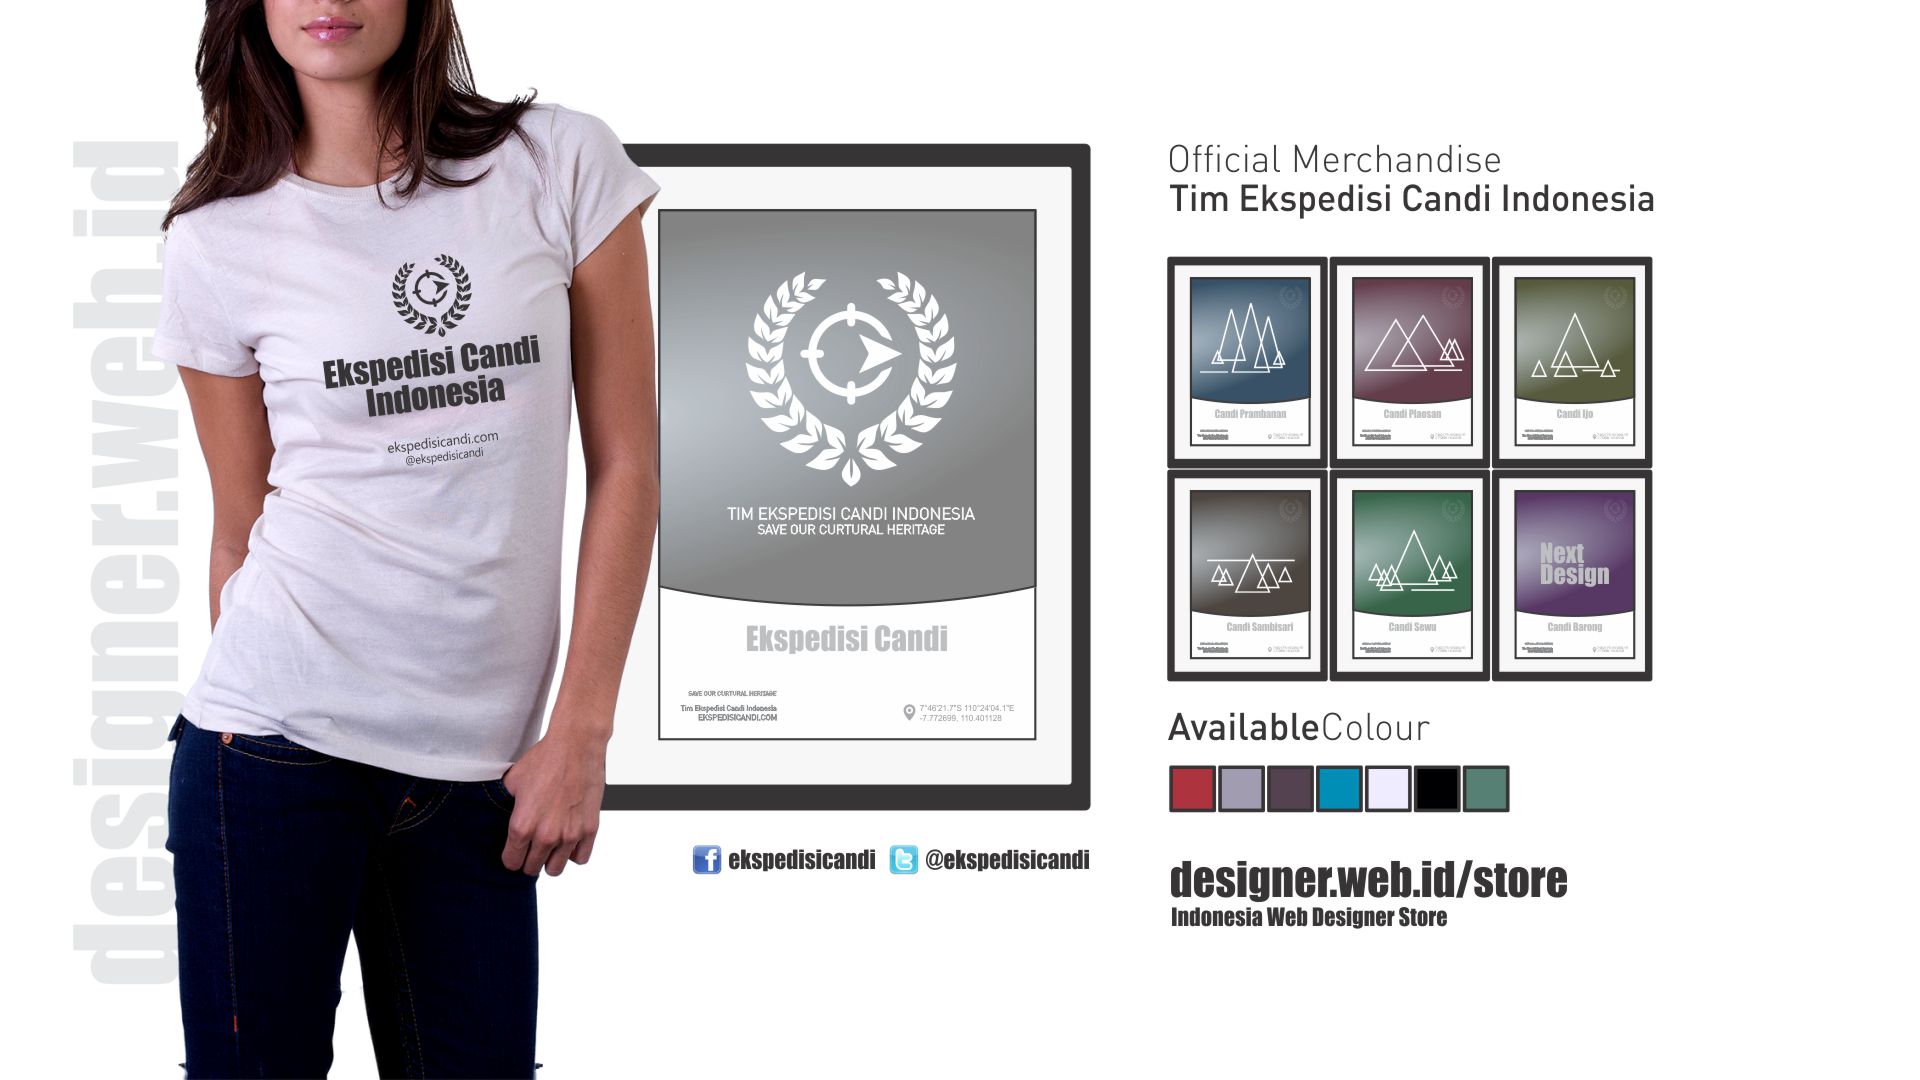 designer.web.id
Ekspedisi Candi
Indonesia
ekspedisicandi.com
@ekspedisicandi
TIM EKSPEDISI CANDI INDONESIA
SAVE OUR CURTURAL HERITAGE
Ekspedisi Candi
SAVE OUR CURTURAL HERITAGE
Tim Ekspedisi Candi Indonesia
EKSPEDISICANDI.COM
7°46'21.7"S 110°24'04.1"E
-7.772699, 110.401128
ekspedisicandi
@ekspedisicandi
Official Merchandise
Tim Ekspedisi Candi Indonesia
Candi Prambanan
Candi Plaosan
Candi Ijo
Candi Sambisari
Candi Sewu
Next
Design
Candi Barong
AvailableColour
designer.web.id/store
Indonesia Web Designer Store